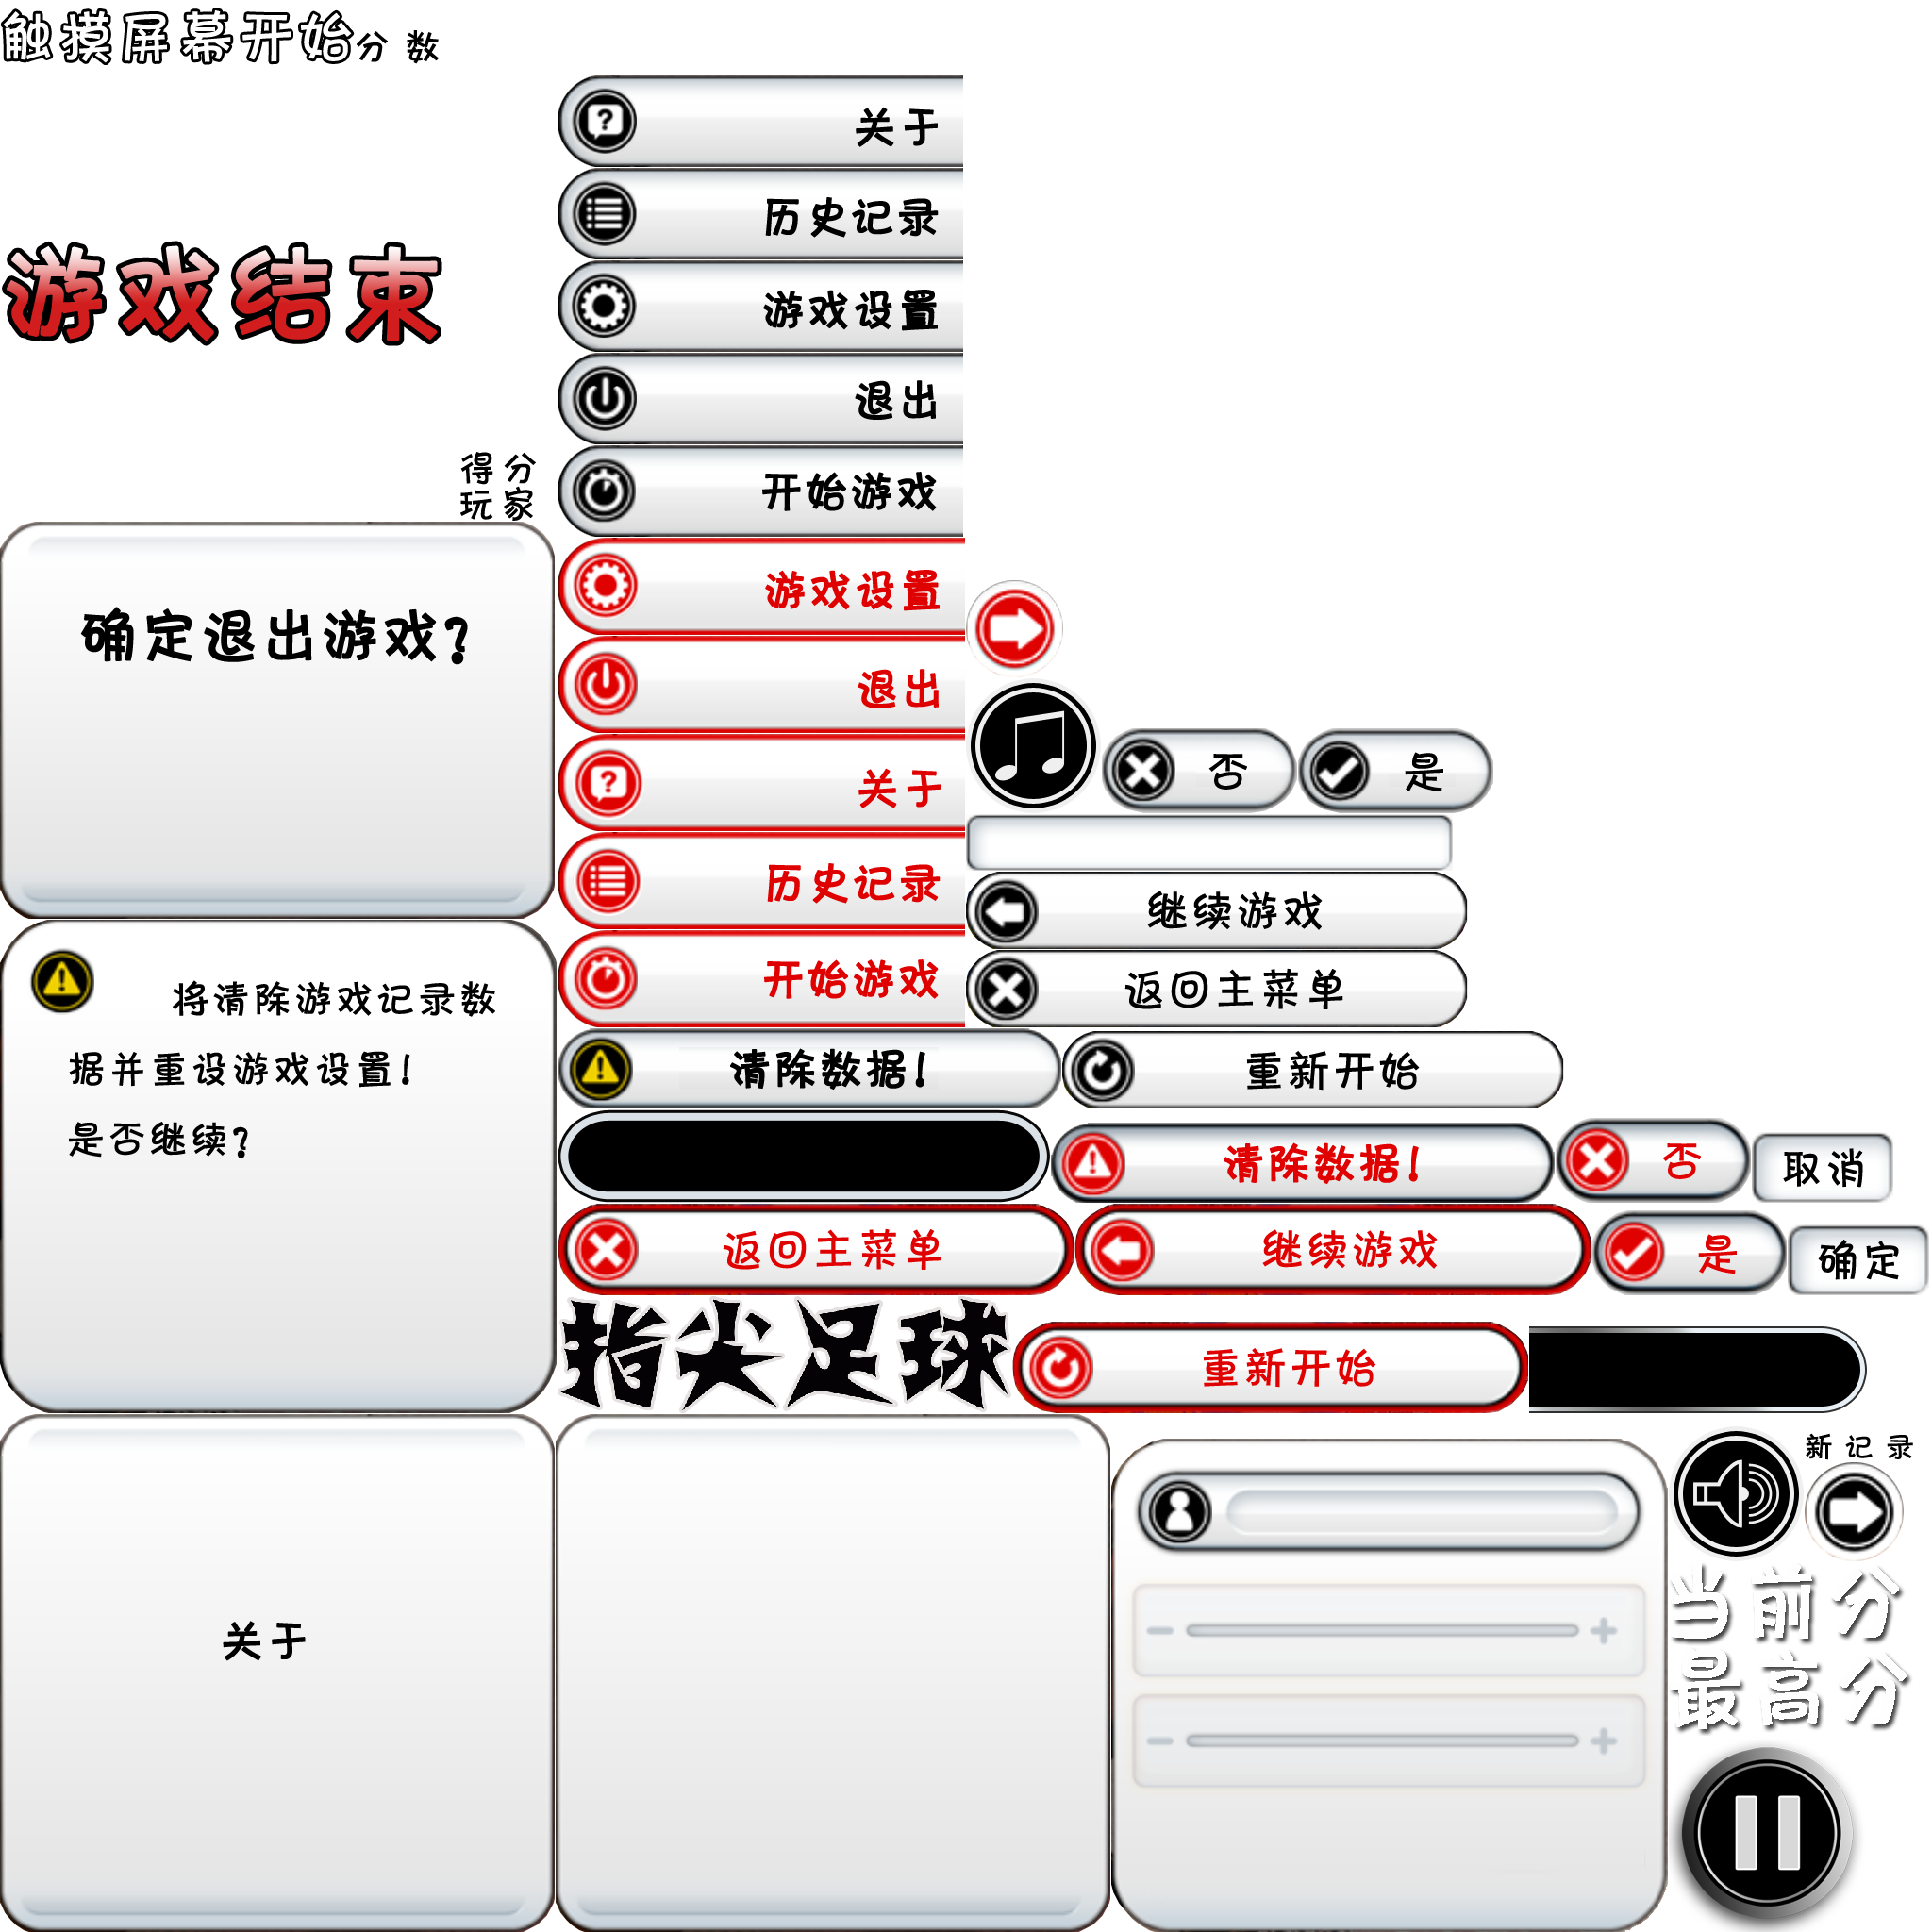 触摸屏幕开始
分 数
关于
历史记录
游戏设置
游戏结束
退出
得分
开始游戏
玩家
确定退出游戏?
游戏设置
退出
否
是
关于
历史记录
继续游戏
开始游戏
返回主菜单
将清除游戏记录数
据并重设游戏设置!
是否继续?
清除数据!
重新开始
清除数据!
否
取消
返回主菜单
继续游戏
是
确定
指尖足球
重新开始
新记录
关于
当前分
最高分